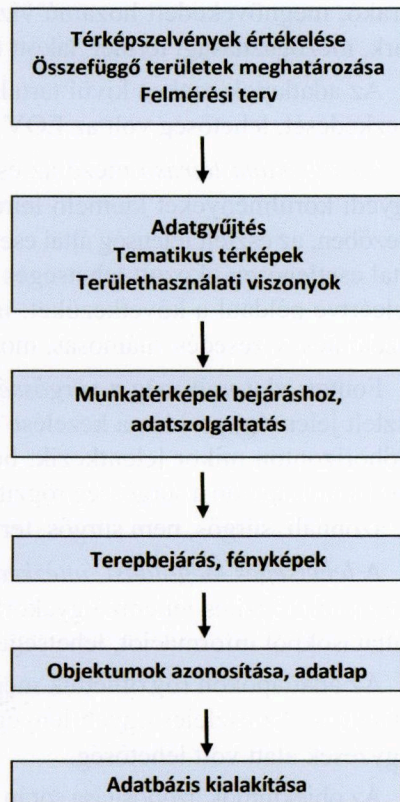 Térképszelvények értékelése
Összefüggő területek meghatározása
Felmérési terv
Adatgyűjtés
Tematikus térképek
Területhasználati viszonyok
Munkatérképek bejáráshoz,
adatszolgáltatás
Terepbejárás, fényképek
Objektumok azonosítása, adatlap
Adatbázis kialakítása